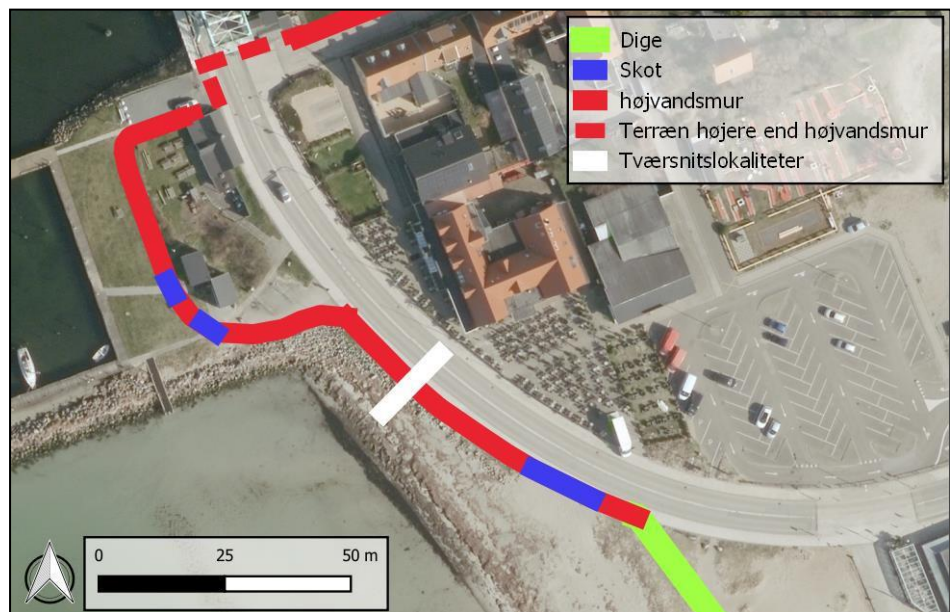 Dige
Skot
højvandsmur
Terræn højere end højvandsmur
Tværsnitslokaliteter
0 25 50 m